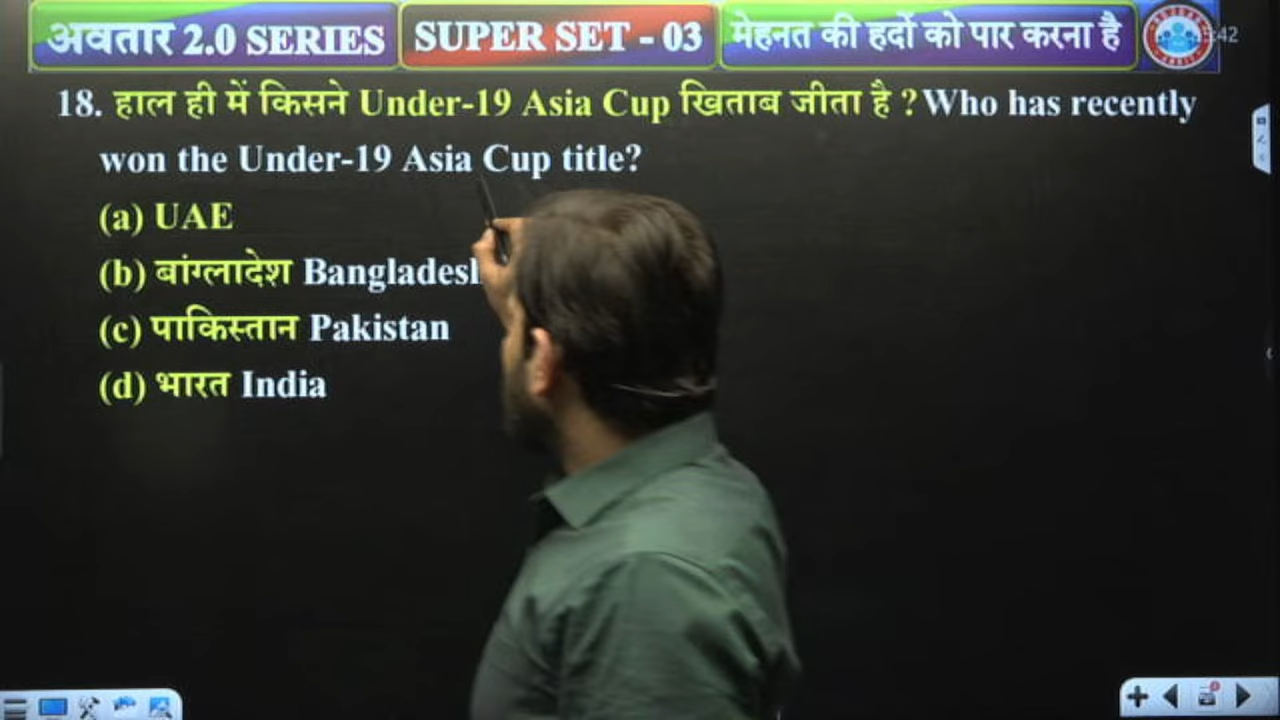 अवतार 2.0 SERIES
SUPER SET - 03
मेहनत की हदों को पार करना है
18. हाल ही में किसने Under-19 Asia Cup खिताब जीता है ? Who has recently
won the Under-19 Asia Cup title?
(a) UAE
(b) बांग्लादेश Bangladesh
(c) पाकिस्तान Pakistan
(d) भारत India